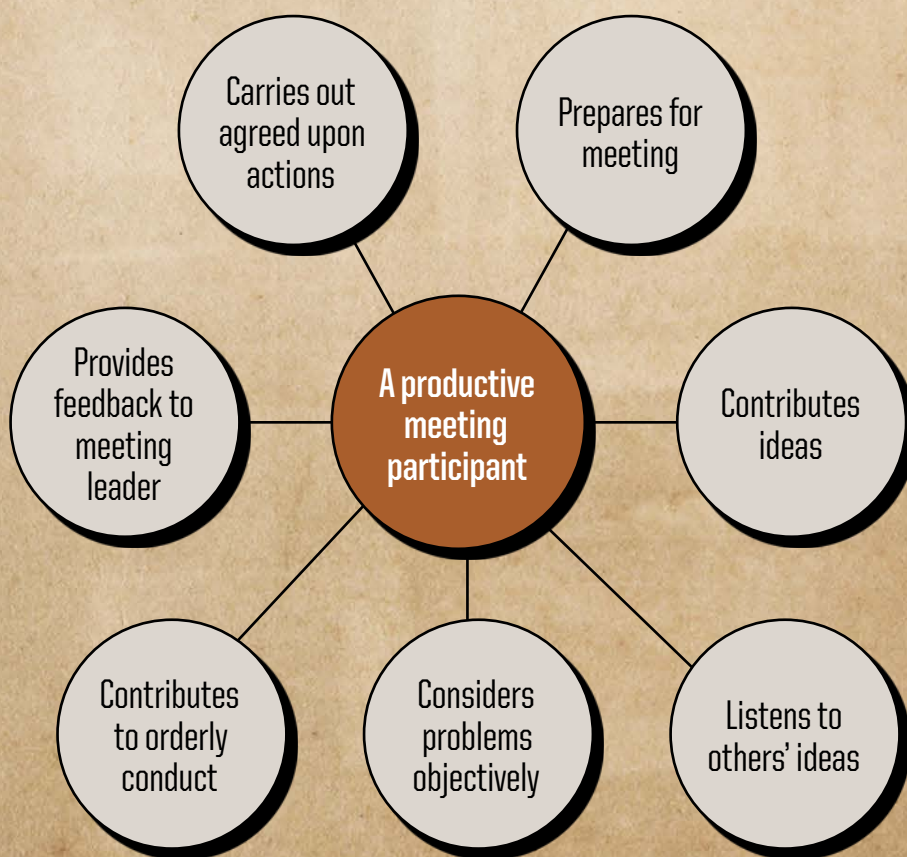 Carries out
agreed upon
actions
Prepares for
meeting
Provides
feedback to
meeting
leader
A productive
meeting
participant
Contributes
ideas
Contributes
to orderly
conduct
Considers
problems
objectively
Listens to
others’ ideas